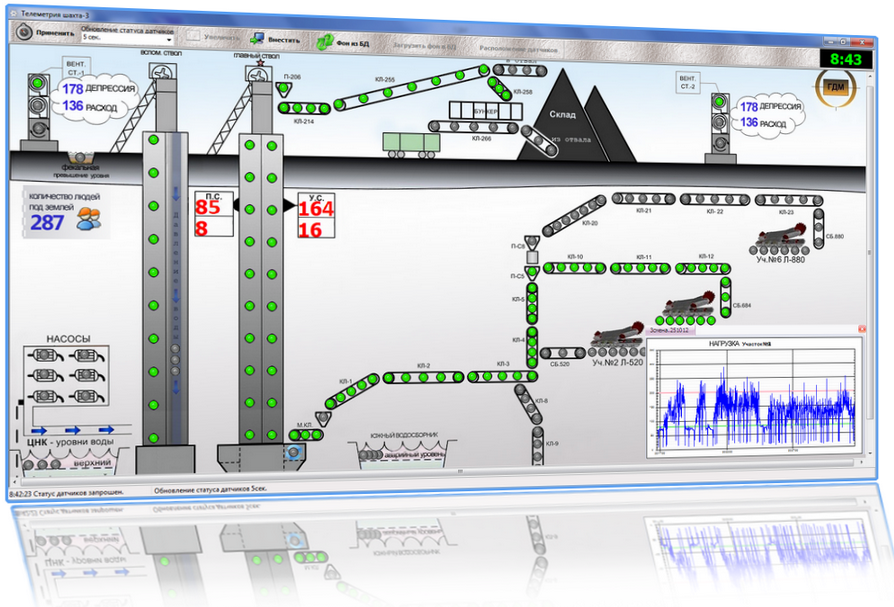 Телеметрия шахта-3
Применить
Обновление статуса датчиков
5 сек.
Увеличить
Вместить
Фон из БД
Загрузить фон в БД
Расположение датчиков
8:43
ВЕНТ.
СТ.-1
178 ДЕПРЕССИЯ
136 РАСХОД
вспом. ствол
главный ствол
П-206
КЛ-214
КЛ-255
КЛ-258
БУНКЕР
КЛ-266
Склад
из отвала
ВЕНТ.
СТ.-2
178 ДЕПРЕССИЯ
136 РАСХОД
ГДМ
фекальная
превышение уровня
количество людей
под землей
287
П.С.
85
8
У.С.
164
16
КЛ-20
КЛ-21
КЛ- 22
КЛ-23
СБ.880
Уч.№6 Л-880
П-С6
П-С5
КЛ-10
КЛ-11
КЛ-12
СБ-684
КЛ-5
КЛ-4
СБ.520
Уч.№2 Л-520
КЛ-1
КЛ-2
КЛ-3
М.КЛ.
КЛ-8
КЛ-9
НАСОСЫ
ЦНК - уровни воды
верхний
ЮЖНЫЙ ВОДОСБОРНИК
аварийный уровень
НАГРУЗКА Участок№8
8:42:23 Статус датчиков запрошен.
Обновление статуса датчиков 5сек.